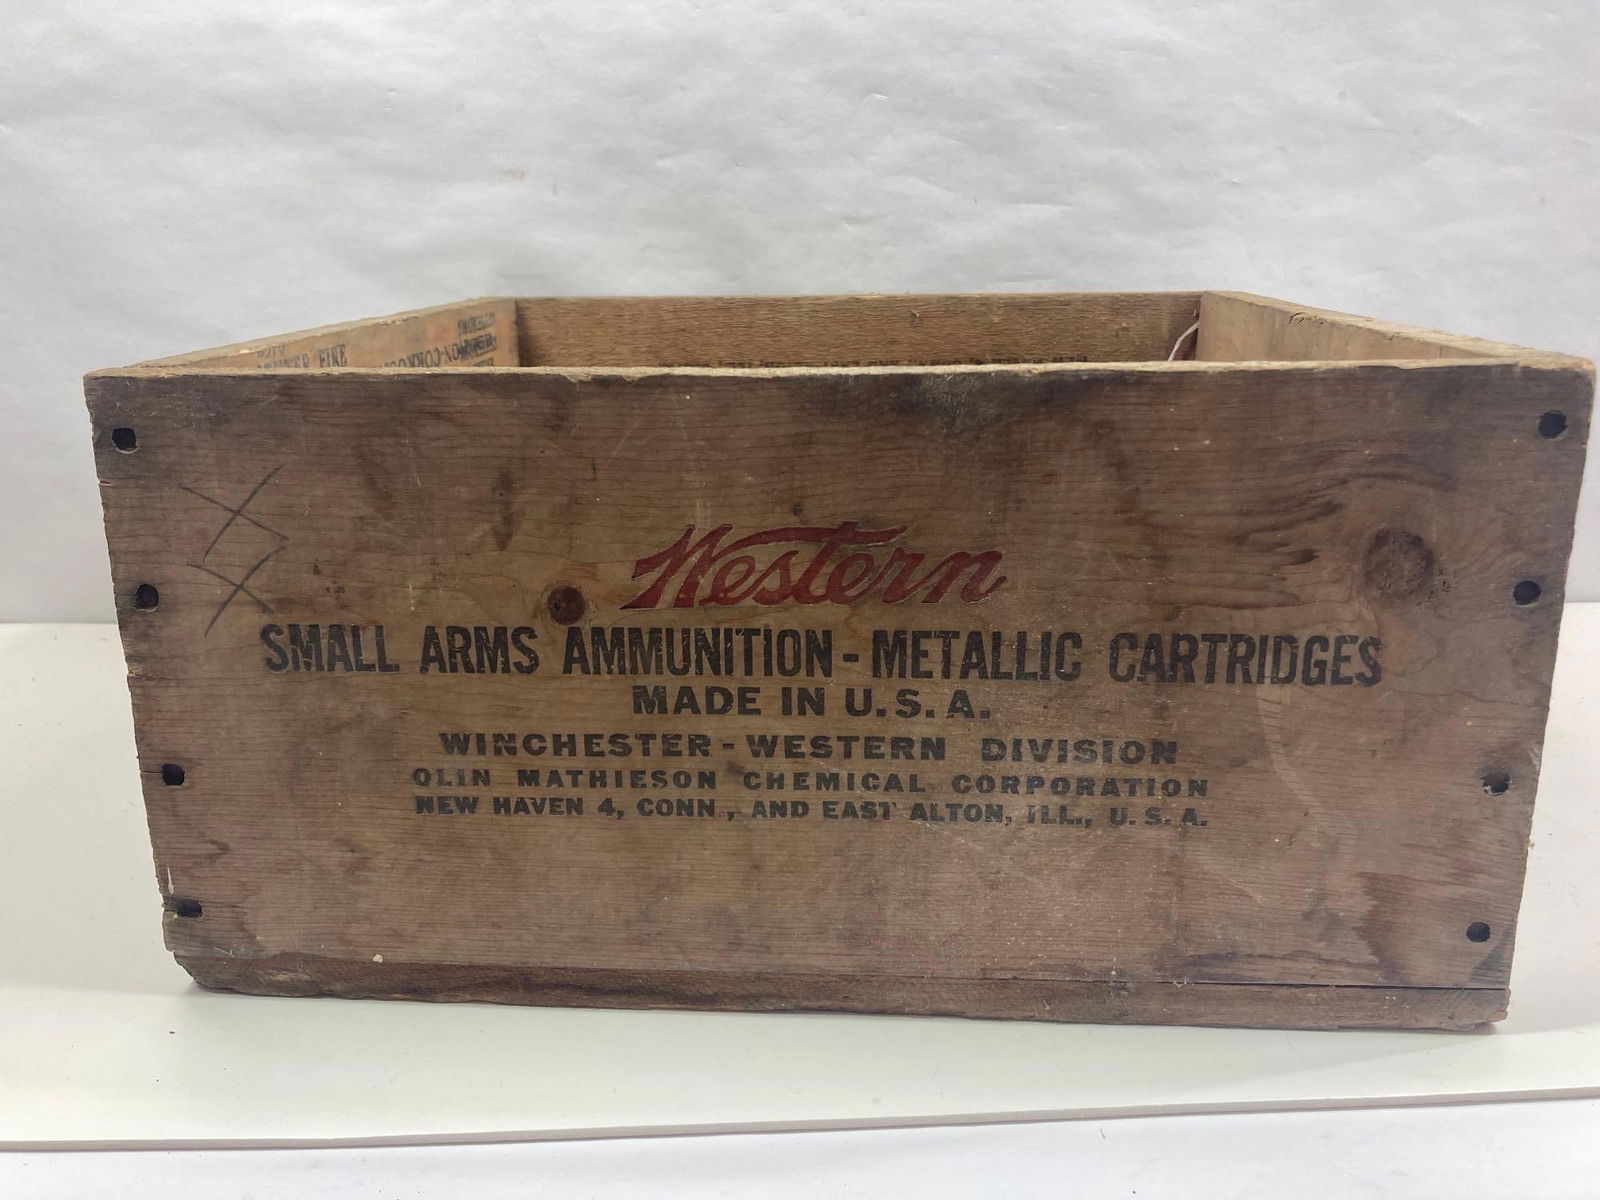 Western
SMALL ARMS AMMUNITION - METALLIC CARTRIDGES
MADE IN U.S.A.
WINCHESTER - WESTERN DIVISION
OLIN MATHIESON CHEMICAL CORPORATION
NEW HAVEN 4, CONN., AND EAST ALTON, ILL., U.S.A.
FIRE